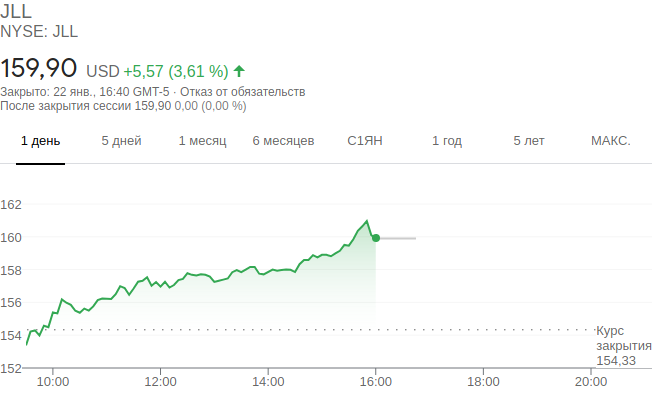 JLL
NYSE: JLL
159,90 USD +5,57 (3,61 %)
Закрыто: 22 янв., 16:40 GMT-5 · Отказ от обязательств
После закрытия сессии 159,90 0,00 (0,00 %)
1 день 5 дней 1 месяц 6 месяцев С1ЯН 1 год 5 лет МАКС.
162
160
158
156
154
152
Курс
закрытия
154,33
10:00 12:00 14:00 16:00 18:00 20:00